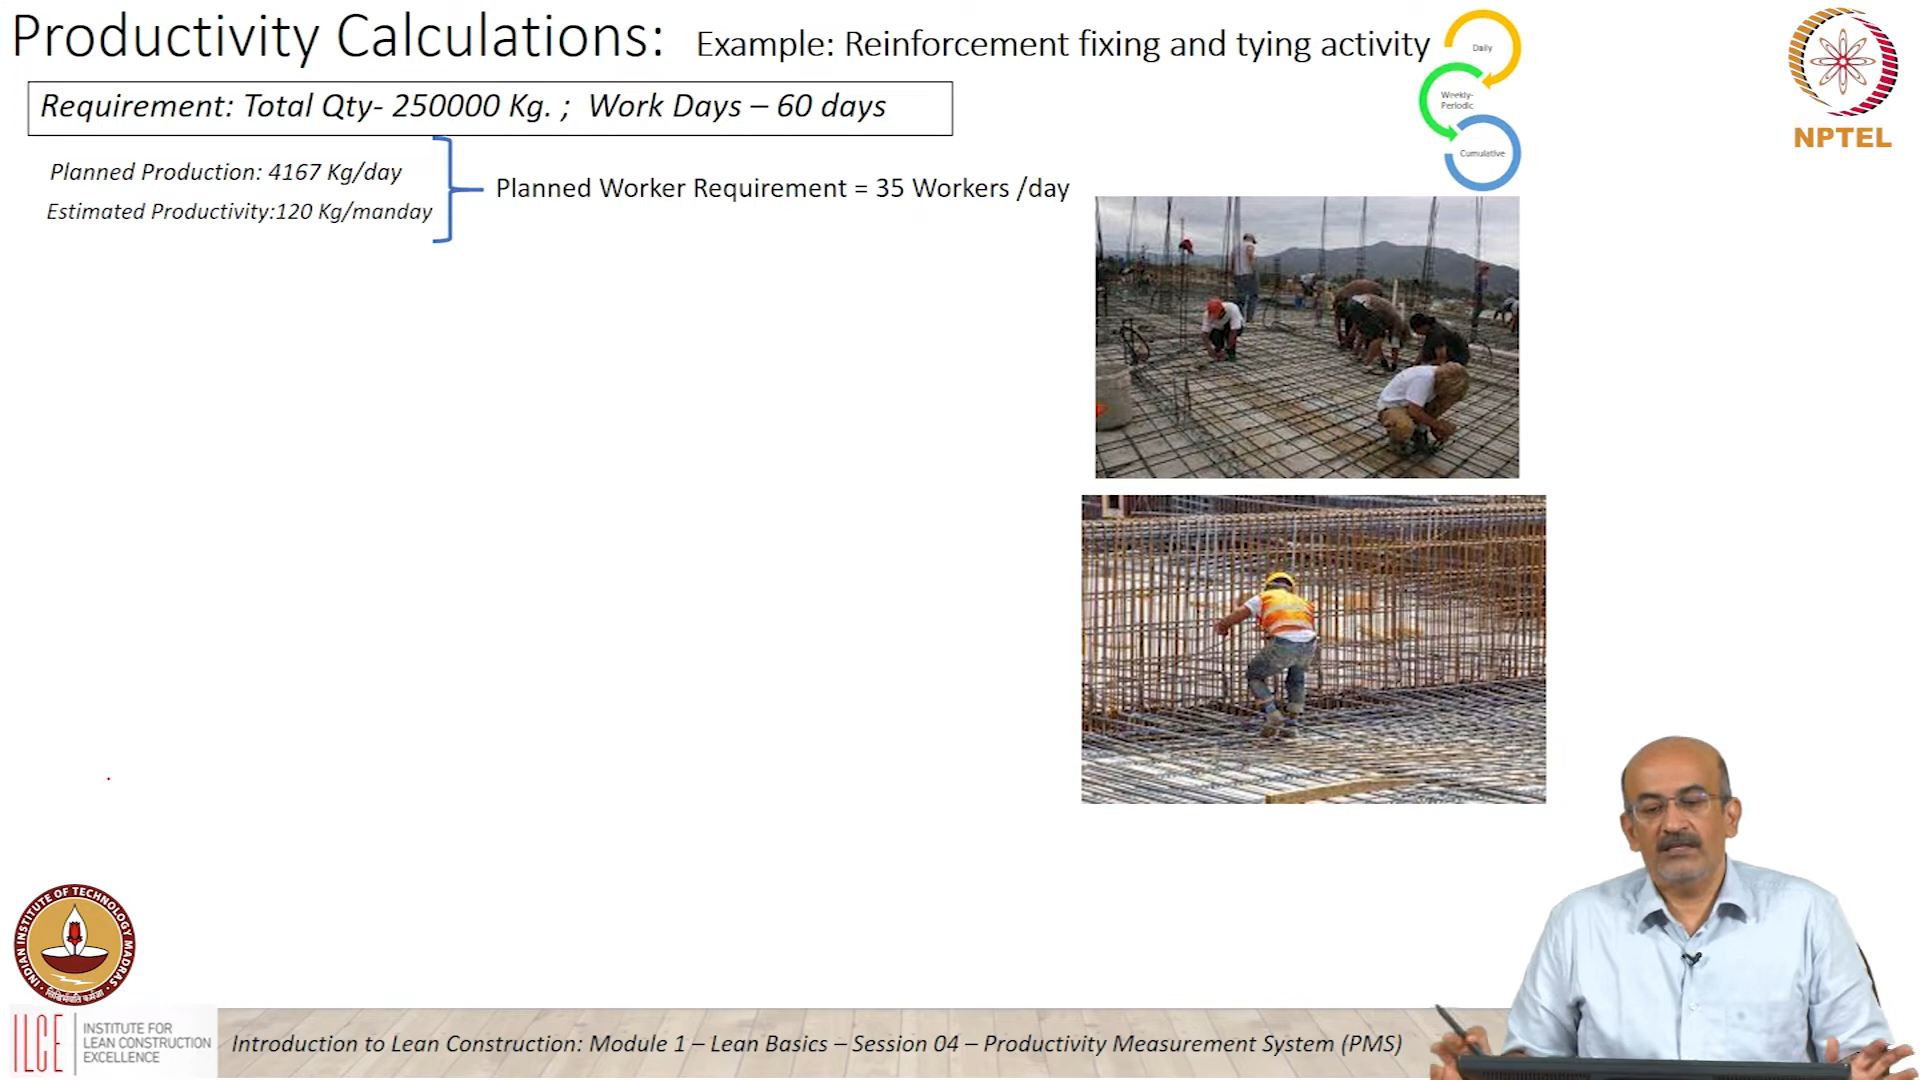 Productivity Calculations: Example: Reinforcement fixing and tying activity
Daily
Weekly-
Periodic
Cumulative
NPTEL
Requirement: Total Qty- 250000 Kg. ; Work Days – 60 days
Planned Production: 4167 Kg/day
Estimated Productivity:120 Kg/manday
Planned Worker Requirement = 35 Workers /day
INDIAN INSTITUTE OF TECHNOLOGY MADRAS
ILCE
INSTITUTE FOR
LEAN CONSTRUCTION
EXCELLENCE
Introduction to Lean Construction: Module 1 – Lean Basics – Session 04 – Productivity Measurement System (PMS)